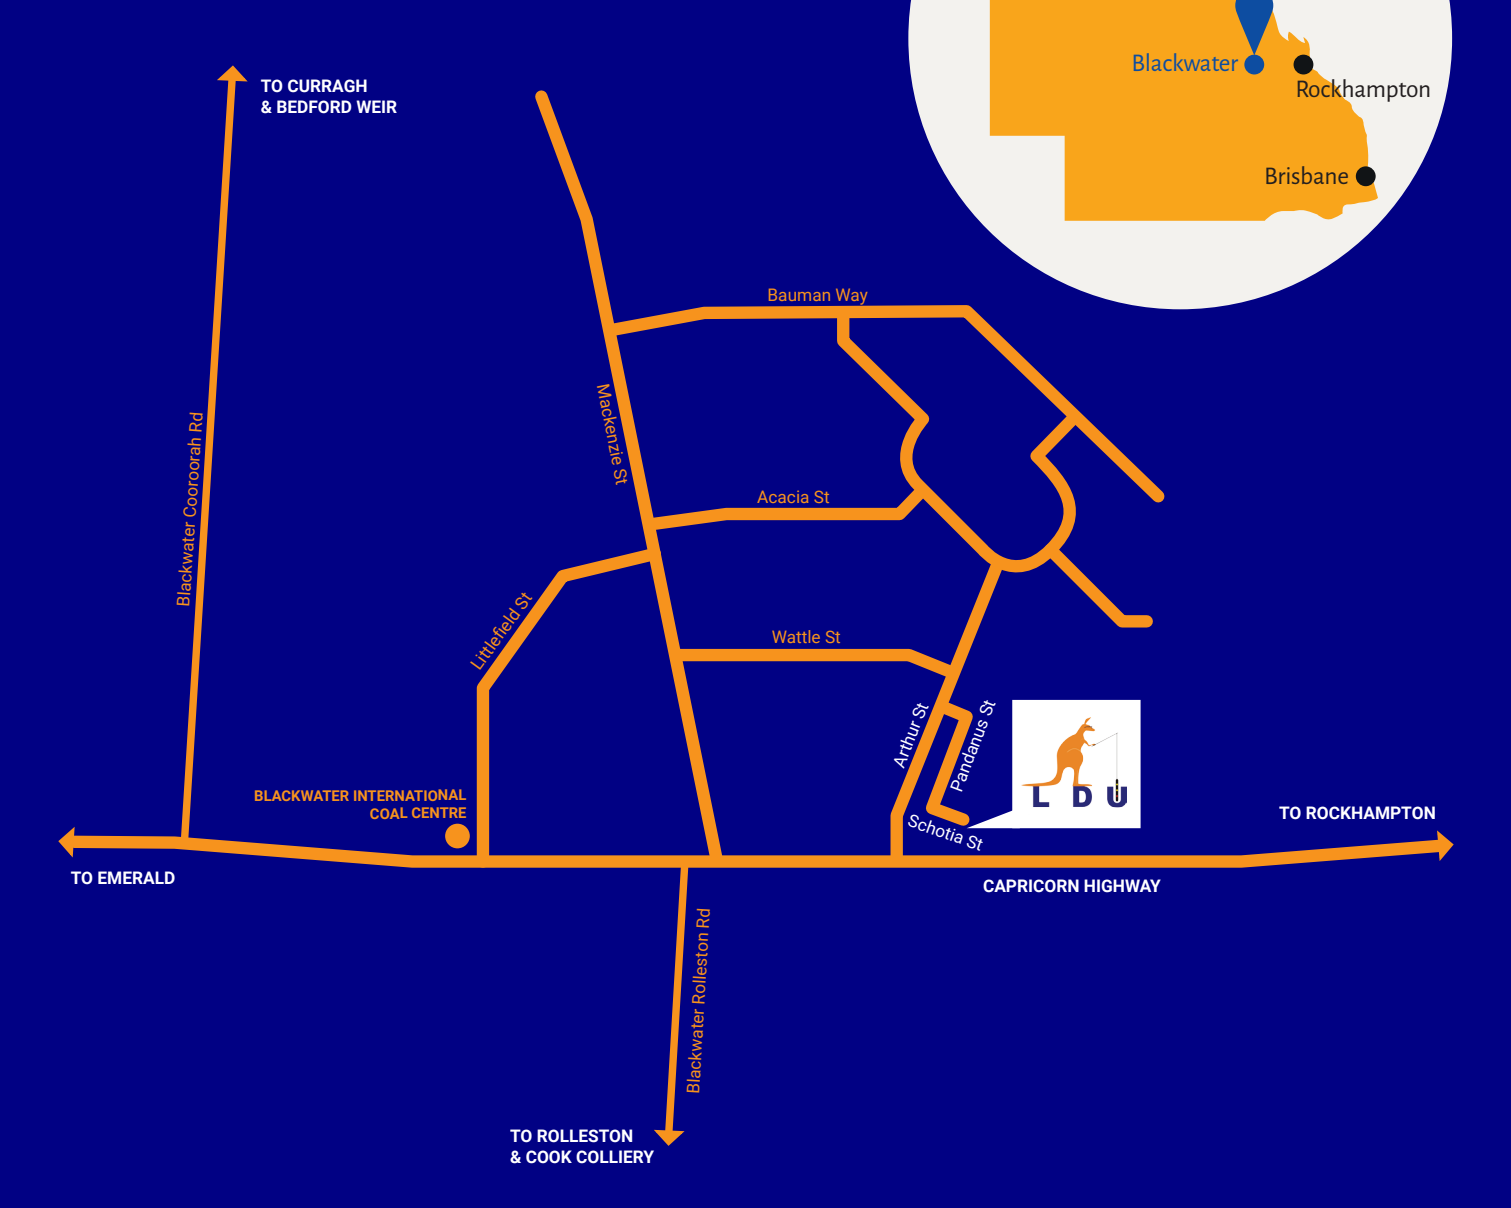 Blackwater
Rockhampton
Brisbane
TO CURRAGH
& BEDFORD WEIR
Bauman Way
Mackenzie St
Blackwater Cooroorah Rd
Acacia St
Littlefield St
Wattle St
Arthur St
Pandanus St
L D U
BLACKWATER INTERNATIONAL
COAL CENTRE
Schotia St
TO ROCKHAMPTON
TO EMERALD
CAPRICORN HIGHWAY
Blackwater Rolleston Rd
TO ROLLESTON
& COOK COLLIERY